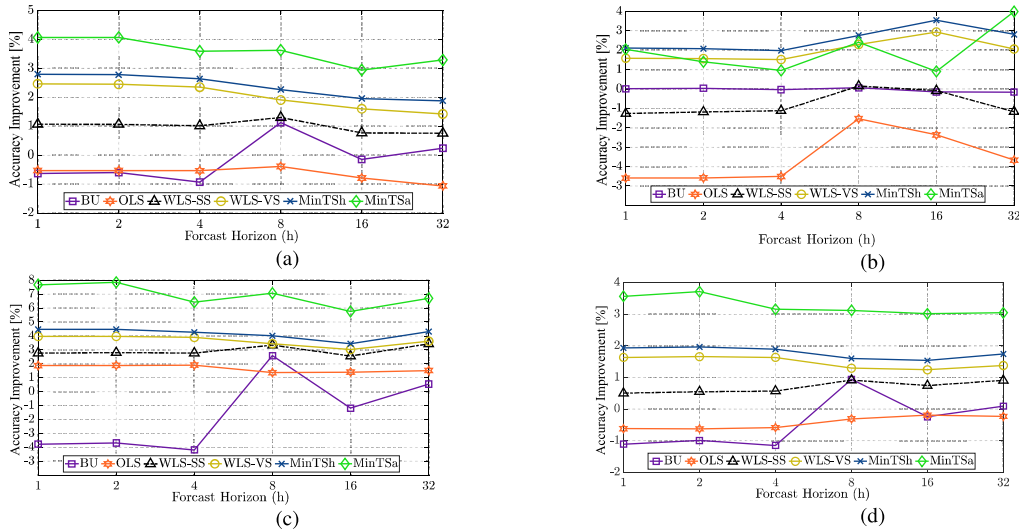 5
4
3
2
1
0
-1
-2
Accuracy Improvement [%]
BU OLS WLS-SS WLS-VS MinTSh MinTSa
1 2 4 8 16 32
Forcast Horizon (h)
(a)
4
3
2
1
0
-1
-2
-3
-4
-5
Accuracy Improvement [%]
BU OLS WLS-SS WLS-VS MinTSh MinTSa
1 2 4 8 16 32
Forcast Horizon (h)
(b)
8
7
6
5
4
3
2
1
0
-1
-2
-3
-4
-5
Accuracy Improvement [%]
BU OLS WLS-SS WLS-VS MinTSh MinTSa
1 2 4 8 16 32
Forcast Horizon (h)
(c)
4
3
2
1
0
-1
-2
Accuracy Improvement [%]
BU OLS WLS-SS WLS-VS MinTSh MinTSa
1 2 4 8 16 32
Forcast Horizon (h)
(d)